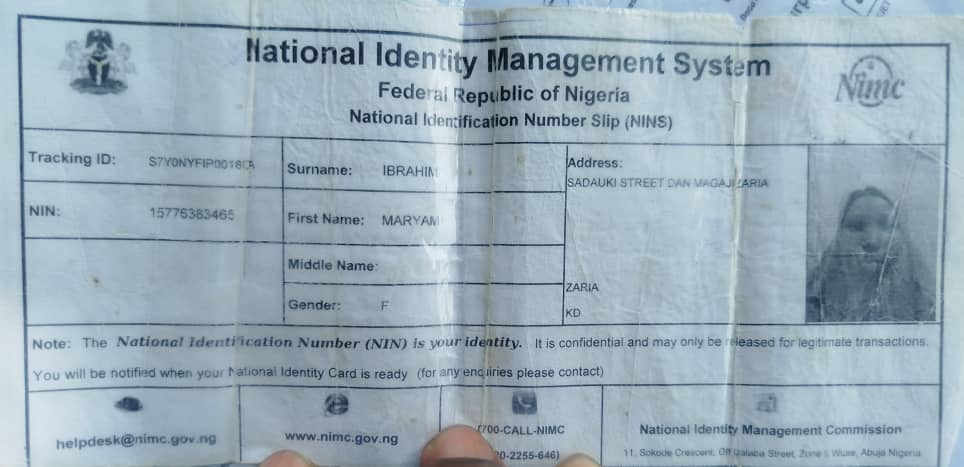 National Identity Management System
Federal Republic of Nigeria
National Identification Number Slip (NINS)
Nimc
Tracking ID:
Surname: IBRAHIM
Address:
SADAUKI STREET DAN MAGAJI ZARIA
NIN: 15776383465
First Name: MARYAM
Middle Name:
Gender: F
ZARIA
KD
Note: The National Identification Number (NIN) is your identity. It is confidential and may only be released for legitimate transactions.
You will be notified when your National Identity Card is ready (for any enquiries please contact)
helpdesk@nimc.gov.ng
www.nimc.gov.ng
0700-CALL-NIMC
20-2255-646)
National Identity Management Commission
11, Sokode Crescent, Off Dalaba Street, Zone 5 Wuse, Abuja Nigeria